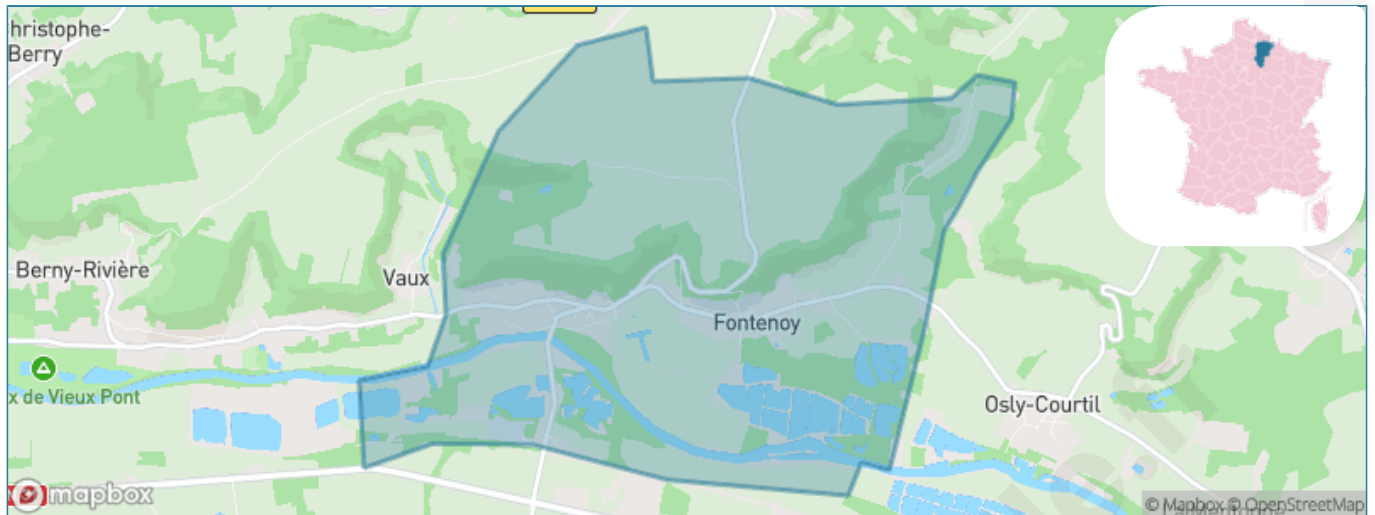 hristophe-
Berry
Berny-Rivière
Vaux
Fontenoy
x de Vieux Pont
Osly-Courtil
mapbox
© Mapbox © OpenStreetMap